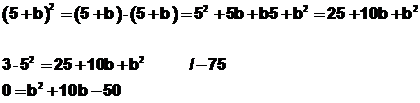 (5+b)² =(5+b)·(5+b)=5² +5b+b5+b² =25+10b+b²
3·5² =25+10b+b² /−75
0=b² +10b−50